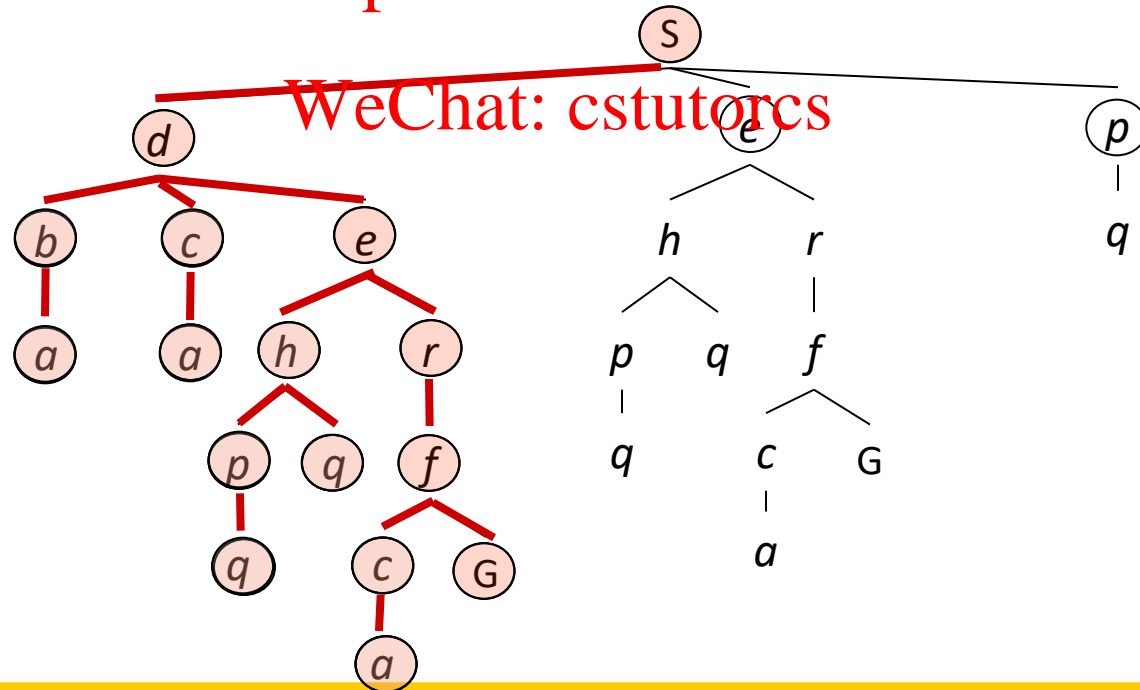 S
WeChat: cstutorcs
d e p
b c e h r q
a a h r p q f
p q f q c G
q c G a
a